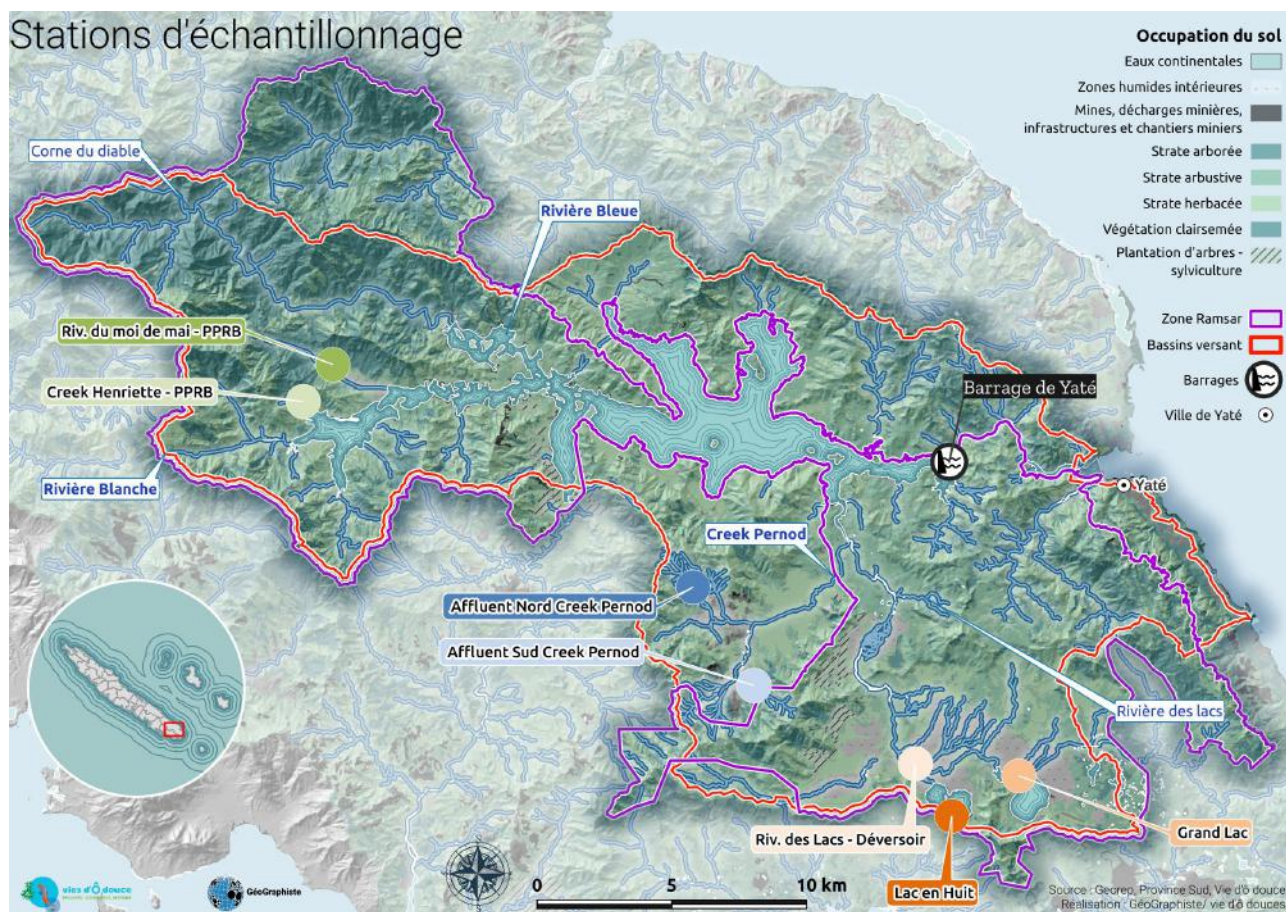 Stations d'échantillonnage
Occupation du sol
Eaux continentales
Zones humides intérieures
Mines, décharges minières,
infrastructures et chantiers miniers
Strate arborée
Strate arbustive
Strate herbacée
Végétation clairsemée
Plantation d'arbres -
sylviculture
Zone Ramsar
Bassins versant
Barrages
Ville de Yaté
Corne du diable
Rivière Bleue
Riv. du moi de mai - PPRB
Creek Henriette - PPRB
Barrage de Yaté
Rivière Blanche
Yaté
Creek Pernod
Affluent Nord Creek Pernod
Affluent Sud Creek Pernod
Rivière des lacs
Riv. des Lacs - Déversoir
Grand Lac
Lac en Huit
0 5 10 km
vies d'Ô douce
GéoGraphiste
Source : Georep, Province Sud, Vie d'ô douce
Réalisation : GéoGraphiste/ vie d'ô douces